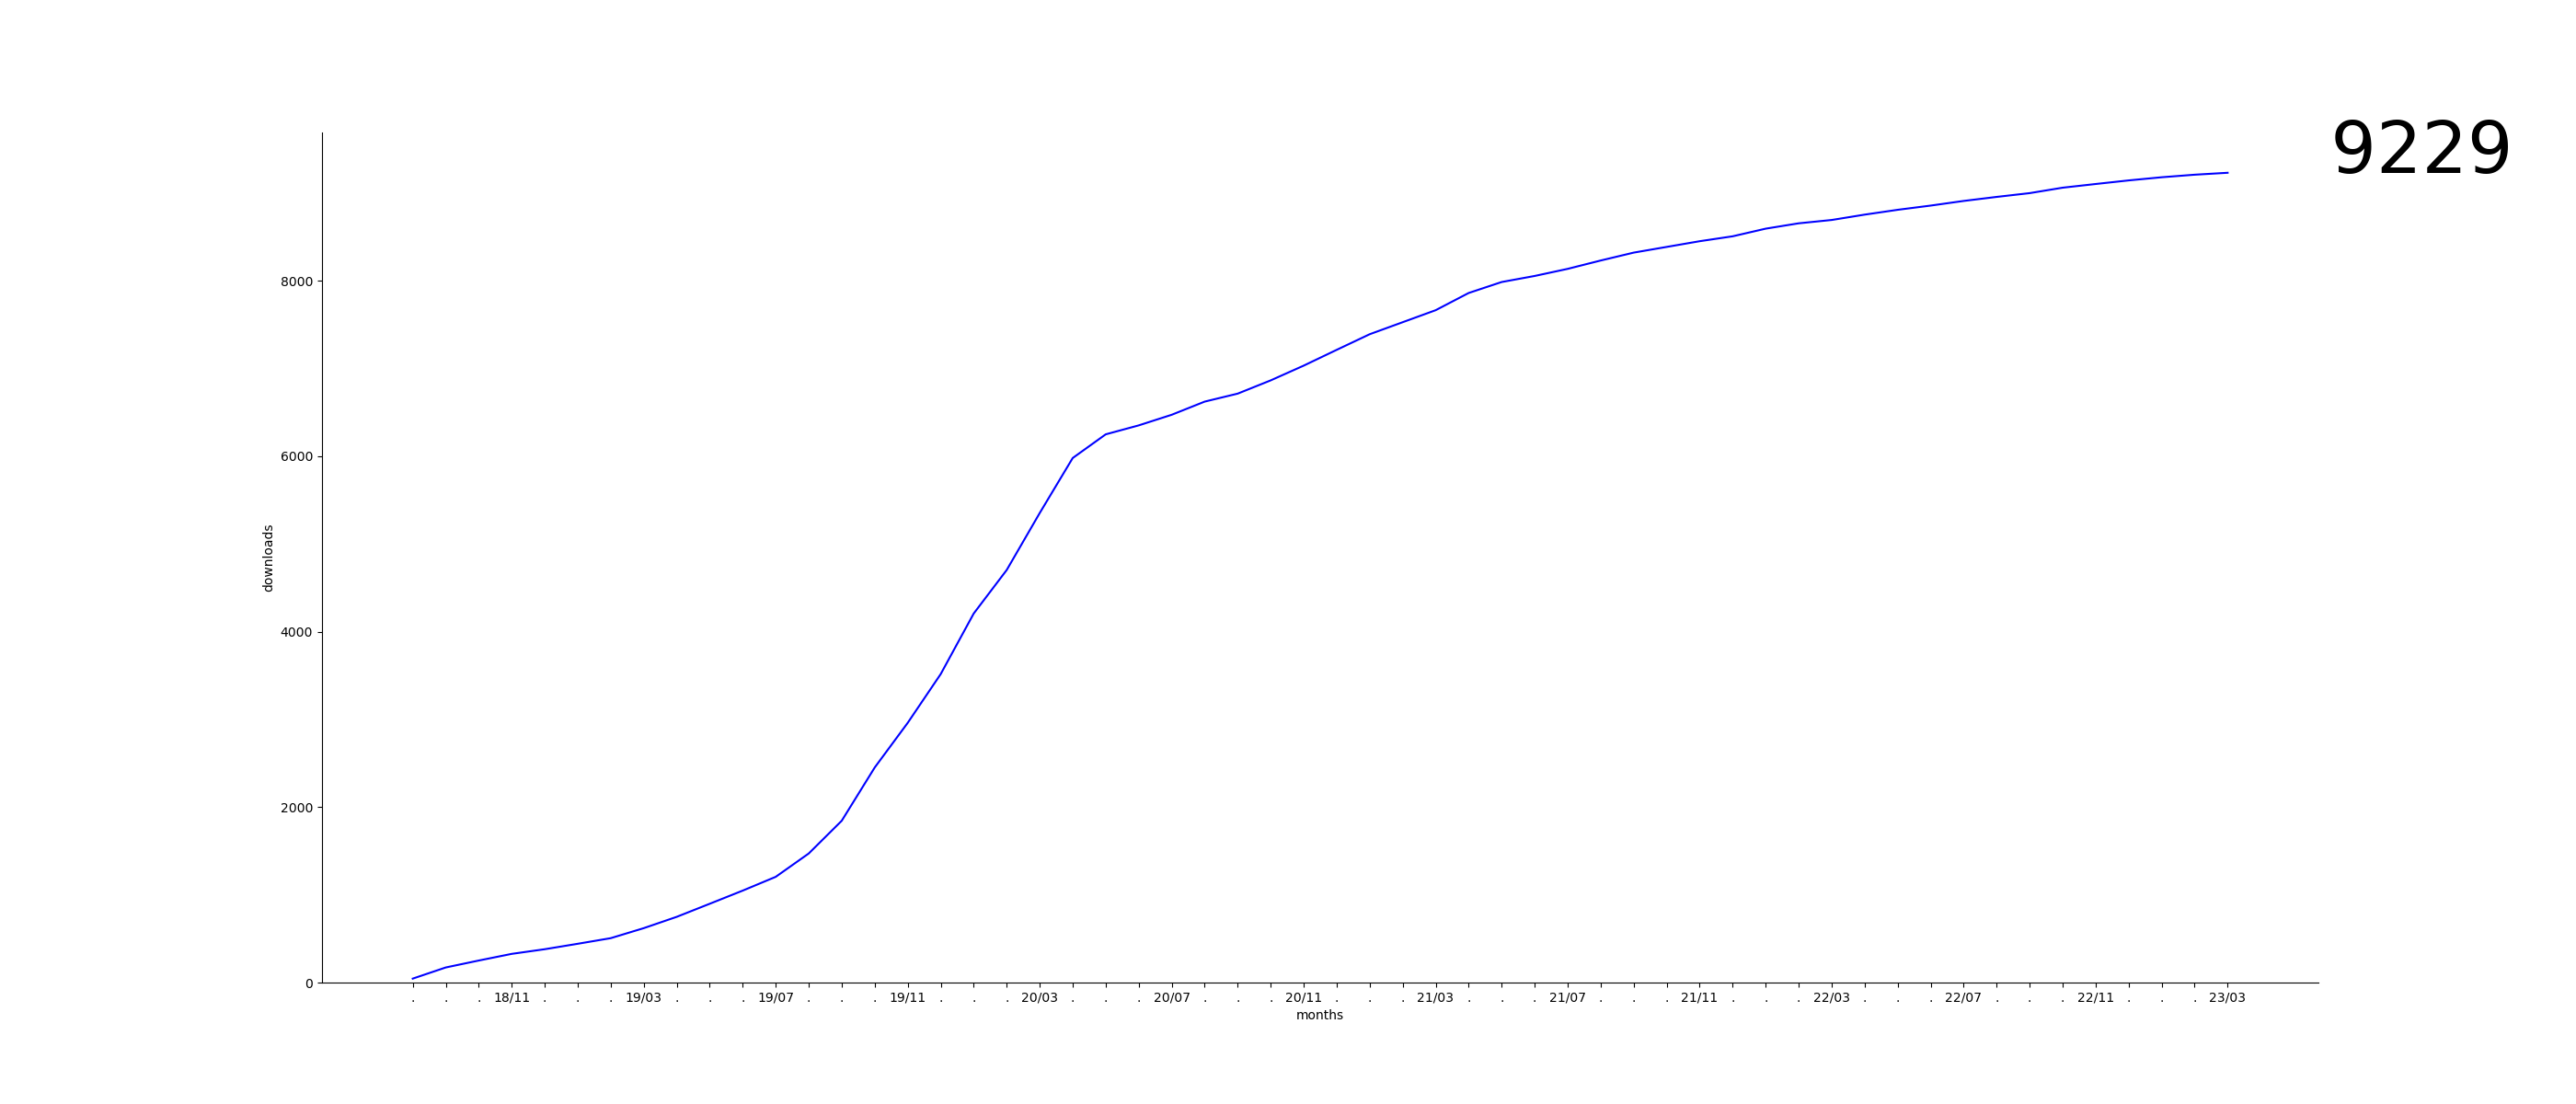 9229
8000
6000
4000
2000
0
downloads
. . . 18/11 . . . 19/03 . . . 19/07 . . . 19/11 . . . 20/03 . . . 20/07 . . . 20/11 . . . 21/03 . . . 21/07 . . . 21/11 . . . 22/03 . . . 22/07 . . . 22/11 . . . 23/03
months